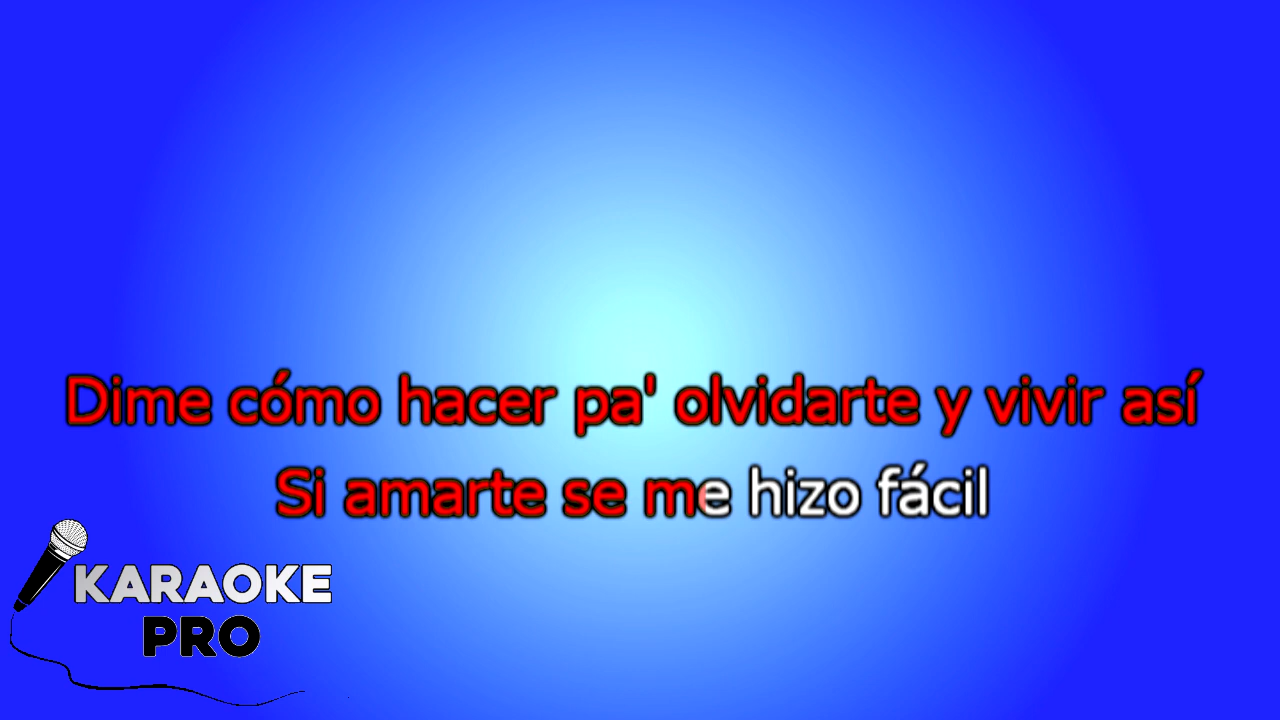 Dime cómo hacer pa' olvidarte y vivir así
Si amarte se me hizo fácil
KARAOKE
PRO